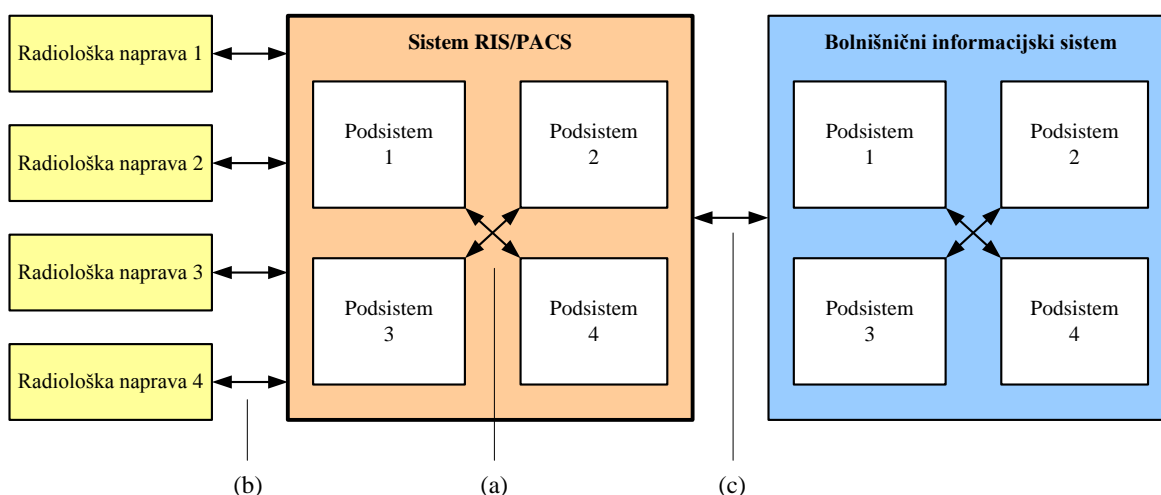 Radiološka naprava 1
Radiološka naprava 2
Radiološka naprava 3
Radiološka naprava 4
Sistem RIS/PACS
Podsistem
1
Podsistem
2
Podsistem
3
Podsistem
4
Bolnišnični informacijski sistem
Podsistem
1
Podsistem
2
Podsistem
3
Podsistem
4
(b)
(a)
(c)